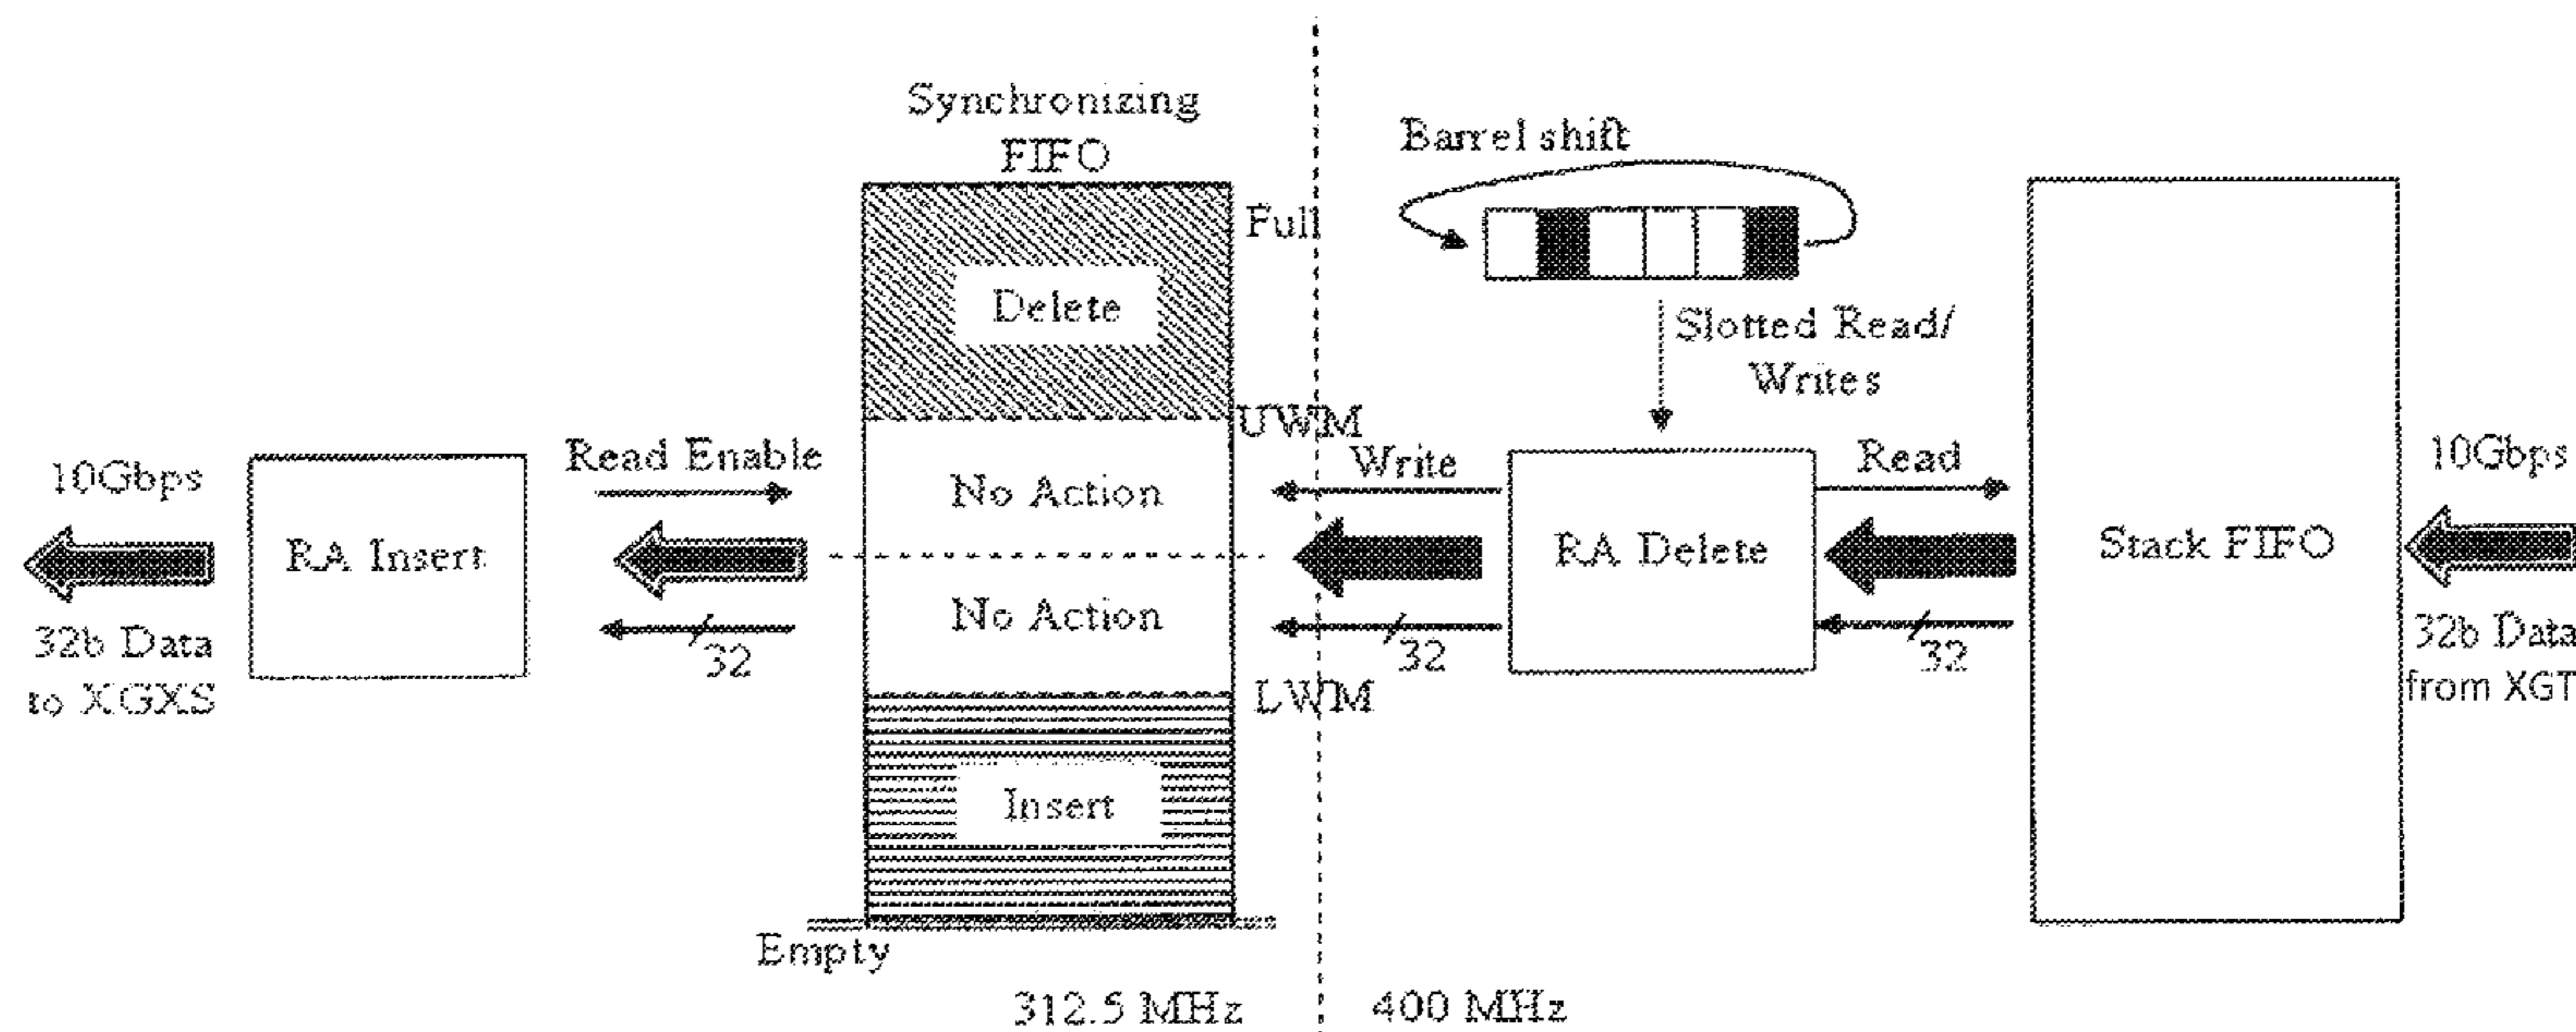 Synchronizing
FIFO
Barrel shift
Full
Delete
Slotted Read/
Writes
UWM
10Gbps
RA Insert
Read Enable
No Action
Write
RA Delete
Read
Stack FIFO
10Gbps
32b Data
to XGXS
32
No Action
32
32
32b Data
from XGT
LWM
Insert
Empty
312.5 MHz
400 MHz